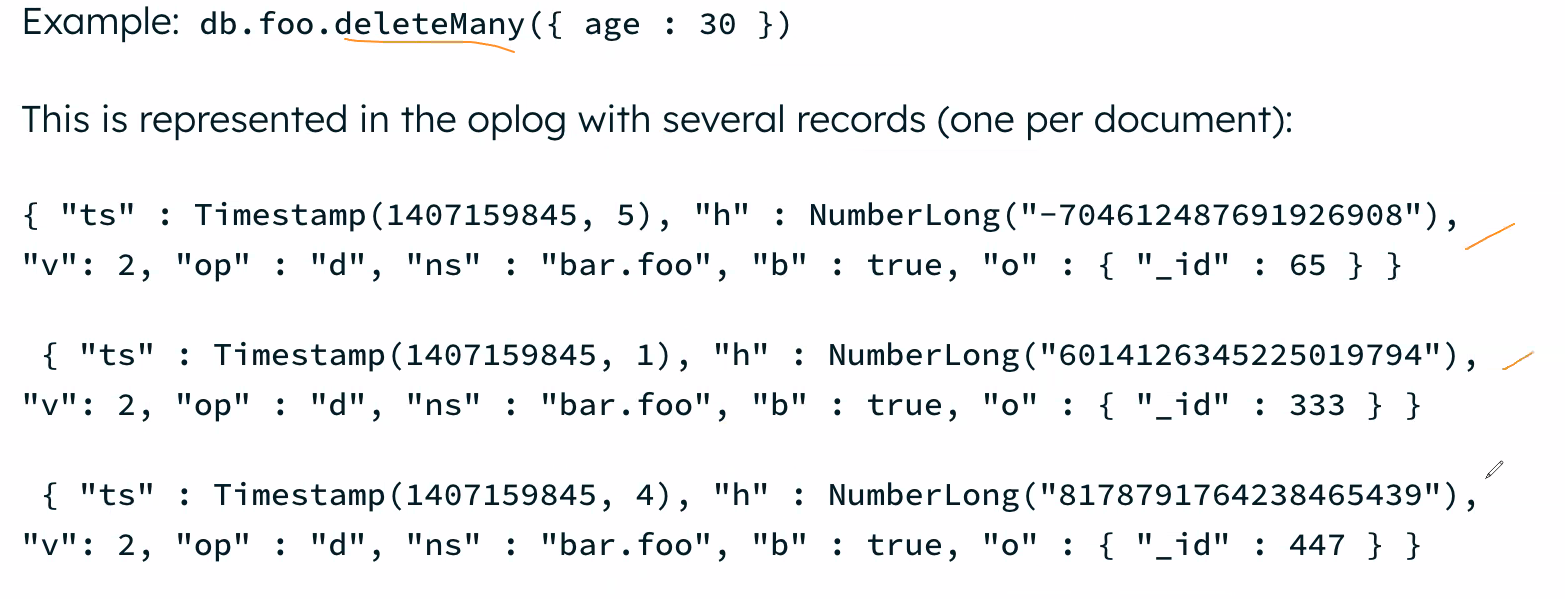 Example: db.foo.deleteMany({ age : 30 })
This is represented in the oplog with several records (one per document):
{ "ts" : Timestamp(1407159845, 5), "h" : NumberLong("-704612487691926908"),
"v": 2, "op" : "d", "ns" : "bar.foo", "b" : true, "o" : { "_id" : 65 } }
{ "ts" : Timestamp(1407159845, 1), "h" : NumberLong("6014126345225019794"),
"v": 2, "op" : "d", "ns" : "bar.foo", "b" : true, "o" : { "_id" : 333 } }
{ "ts" : Timestamp(1407159845, 4), "h" : NumberLong("8178791764238465439"),
"v": 2, "op" : "d", "ns" : "bar.foo", "b" : true, "o" : { "_id" : 447 } }